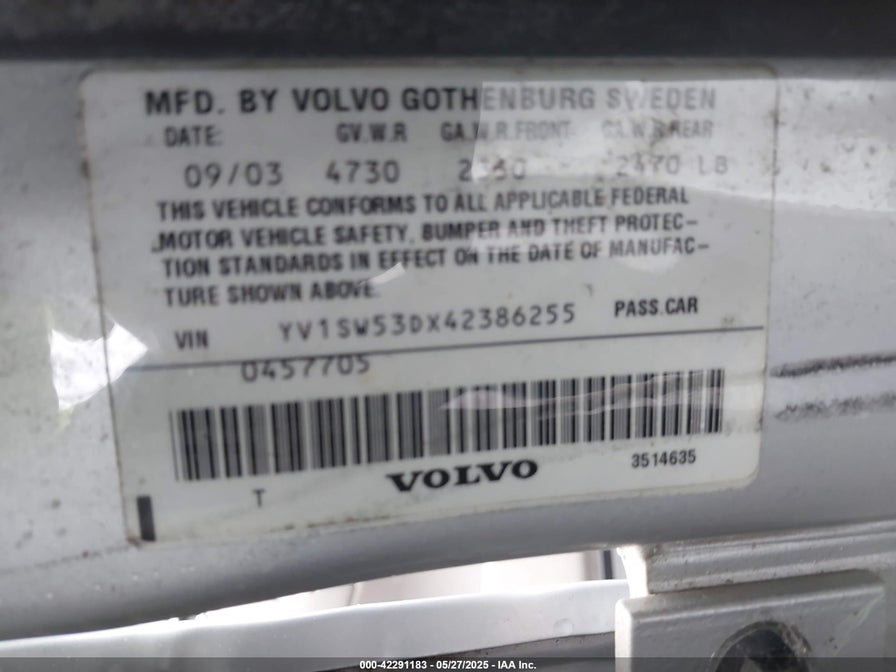 MFD. BY VOLVO GOTHENBURG SWEDEN
DATE: G.V.W.R GA.W.R.FRONT GA.W.R.REAR
09/03 4730 2470 LB
THIS VEHICLE CONFORMS TO ALL APPLICABLE FEDERAL
MOTOR VEHICLE SAFETY, BUMPER AND THEFT PROTEC-
TION STANDARDS IN EFFECT ON THE DATE OF MANUFAC-
TURE SHOWN ABOVE.
VIN YV1SW53DX42386255 PASS.CAR
0457705
VOLVO 3514635
T
000-42291183 — 05/27/2025 — IAA Inc.